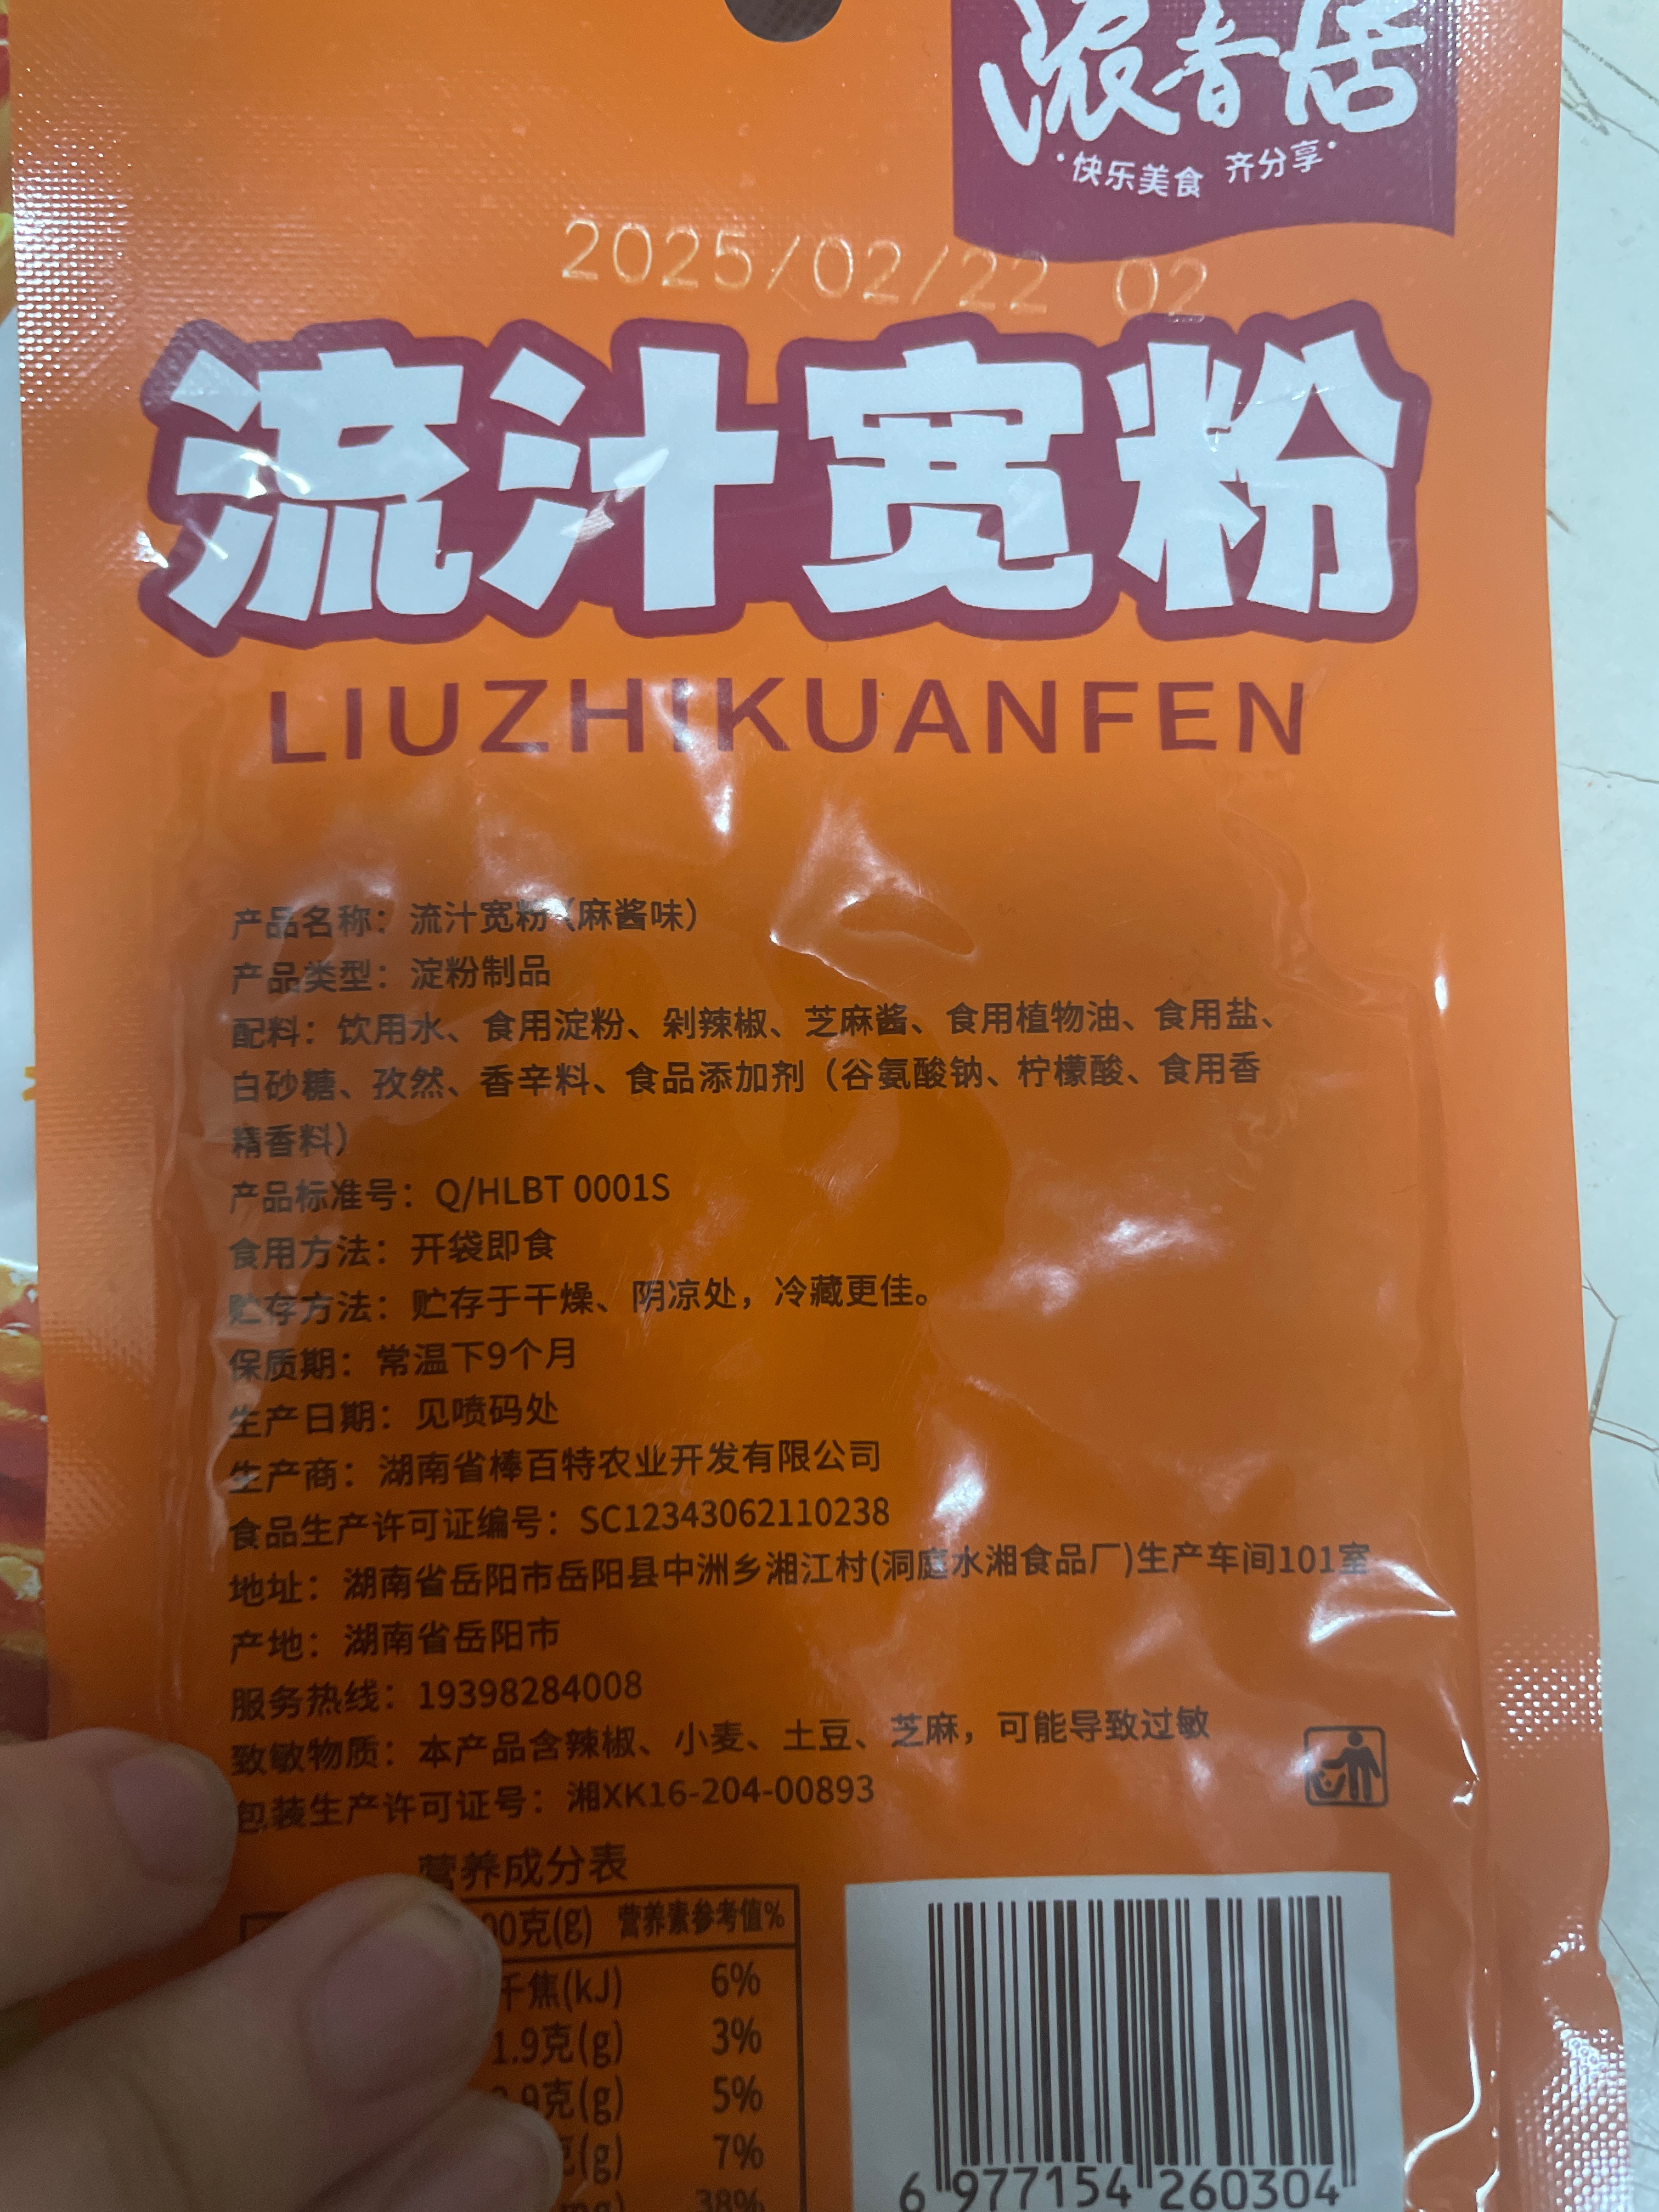 浓香居
·快乐美食 齐分享·
2025/02/22 02
流汁宽粉
LIUZHIKUANFEN
产品名称：流汁宽粉（麻酱味）
产品类型：淀粉制品
配料：饮用水、食用淀粉、剁辣椒、芝麻酱、食用植物油、食用盐、
白砂糖、孜然、香辛料、食品添加剂（谷氨酸钠、柠檬酸、食用香
精香料）
产品标准号：Q/HLBT 0001S
食用方法：开袋即食
贮存方法：贮存于干燥、阴凉处，冷藏更佳。
保质期：常温下9个月
生产日期：见喷码处
生产商：湖南省棒百特农业开发有限公司
食品生产许可证编号：SC12343062110238
地址：湖南省岳阳市岳阳县中洲乡湘江村(洞庭水湘食品厂)生产车间101室
产地：湖南省岳阳市
服务热线：19398284008
致敏物质：本产品含辣椒、小麦、土豆、芝麻，可能导致过敏
包装生产许可证号：湘XK16-204-00893
营养成分表
00克(g) 营养素参考值%
千焦(kJ) 6%
1.9克(g) 3%
9克(g) 5%
克(g) 7%
mg) 38%
6 977154 260304